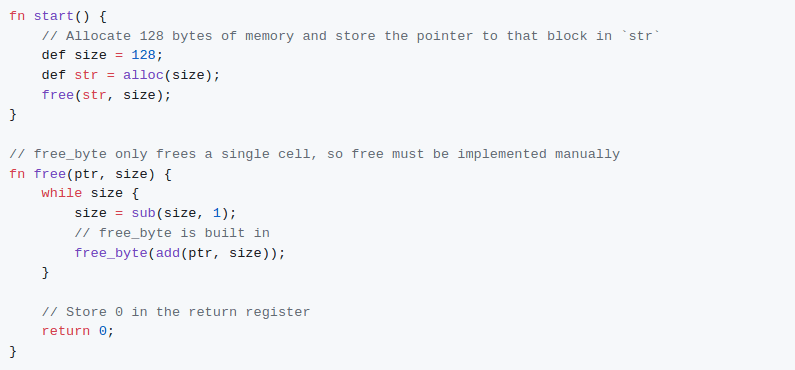 fn start() {
    // Allocate 128 bytes of memory and store the pointer to that block in `str`
    def size = 128;
    def str = alloc(size);
    free(str, size);
}

// free_byte only frees a single cell, so free must be implemented manually
fn free(ptr, size) {
    while size {
        size = sub(size, 1);
        // free_byte is built in
        free_byte(add(ptr, size));
    }

    // Store 0 in the return register
    return 0;
}